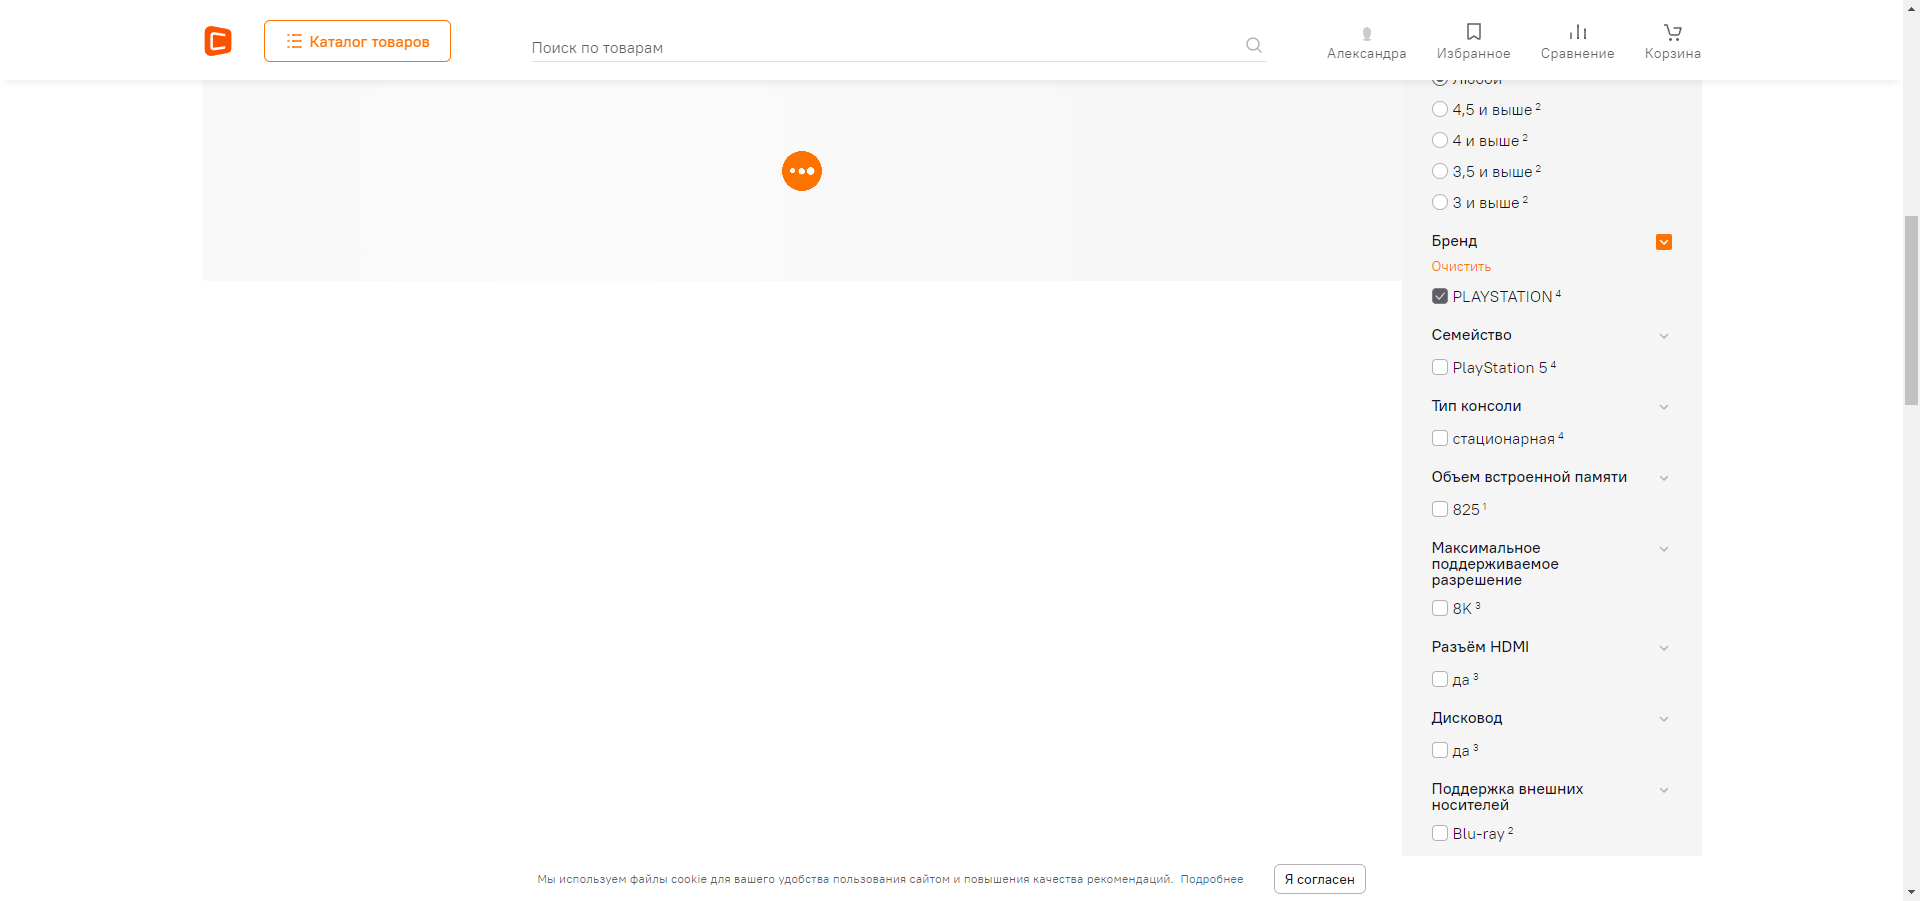 Каталог товаров
Поиск по товарам
Александра
Избранное
Сравнение
Корзина
Любой
4,5 и выше 2
4 и выше 2
3,5 и выше 2
3 и выше 2
Бренд
Очистить
PLAYSTATION 4
Семейство
PlayStation 5 4
Тип консоли
стационарная 4
Объем встроенной памяти
825 1
Максимальное
поддерживаемое
разрешение
8K 3
Разъём HDMI
да 3
Дисковод
да 3
Поддержка внешних
носителей
Blu-ray 2
Мы используем файлы cookie для вашего удобства пользования сайтом и повышения качества рекомендаций. Подробнее
Я согласен